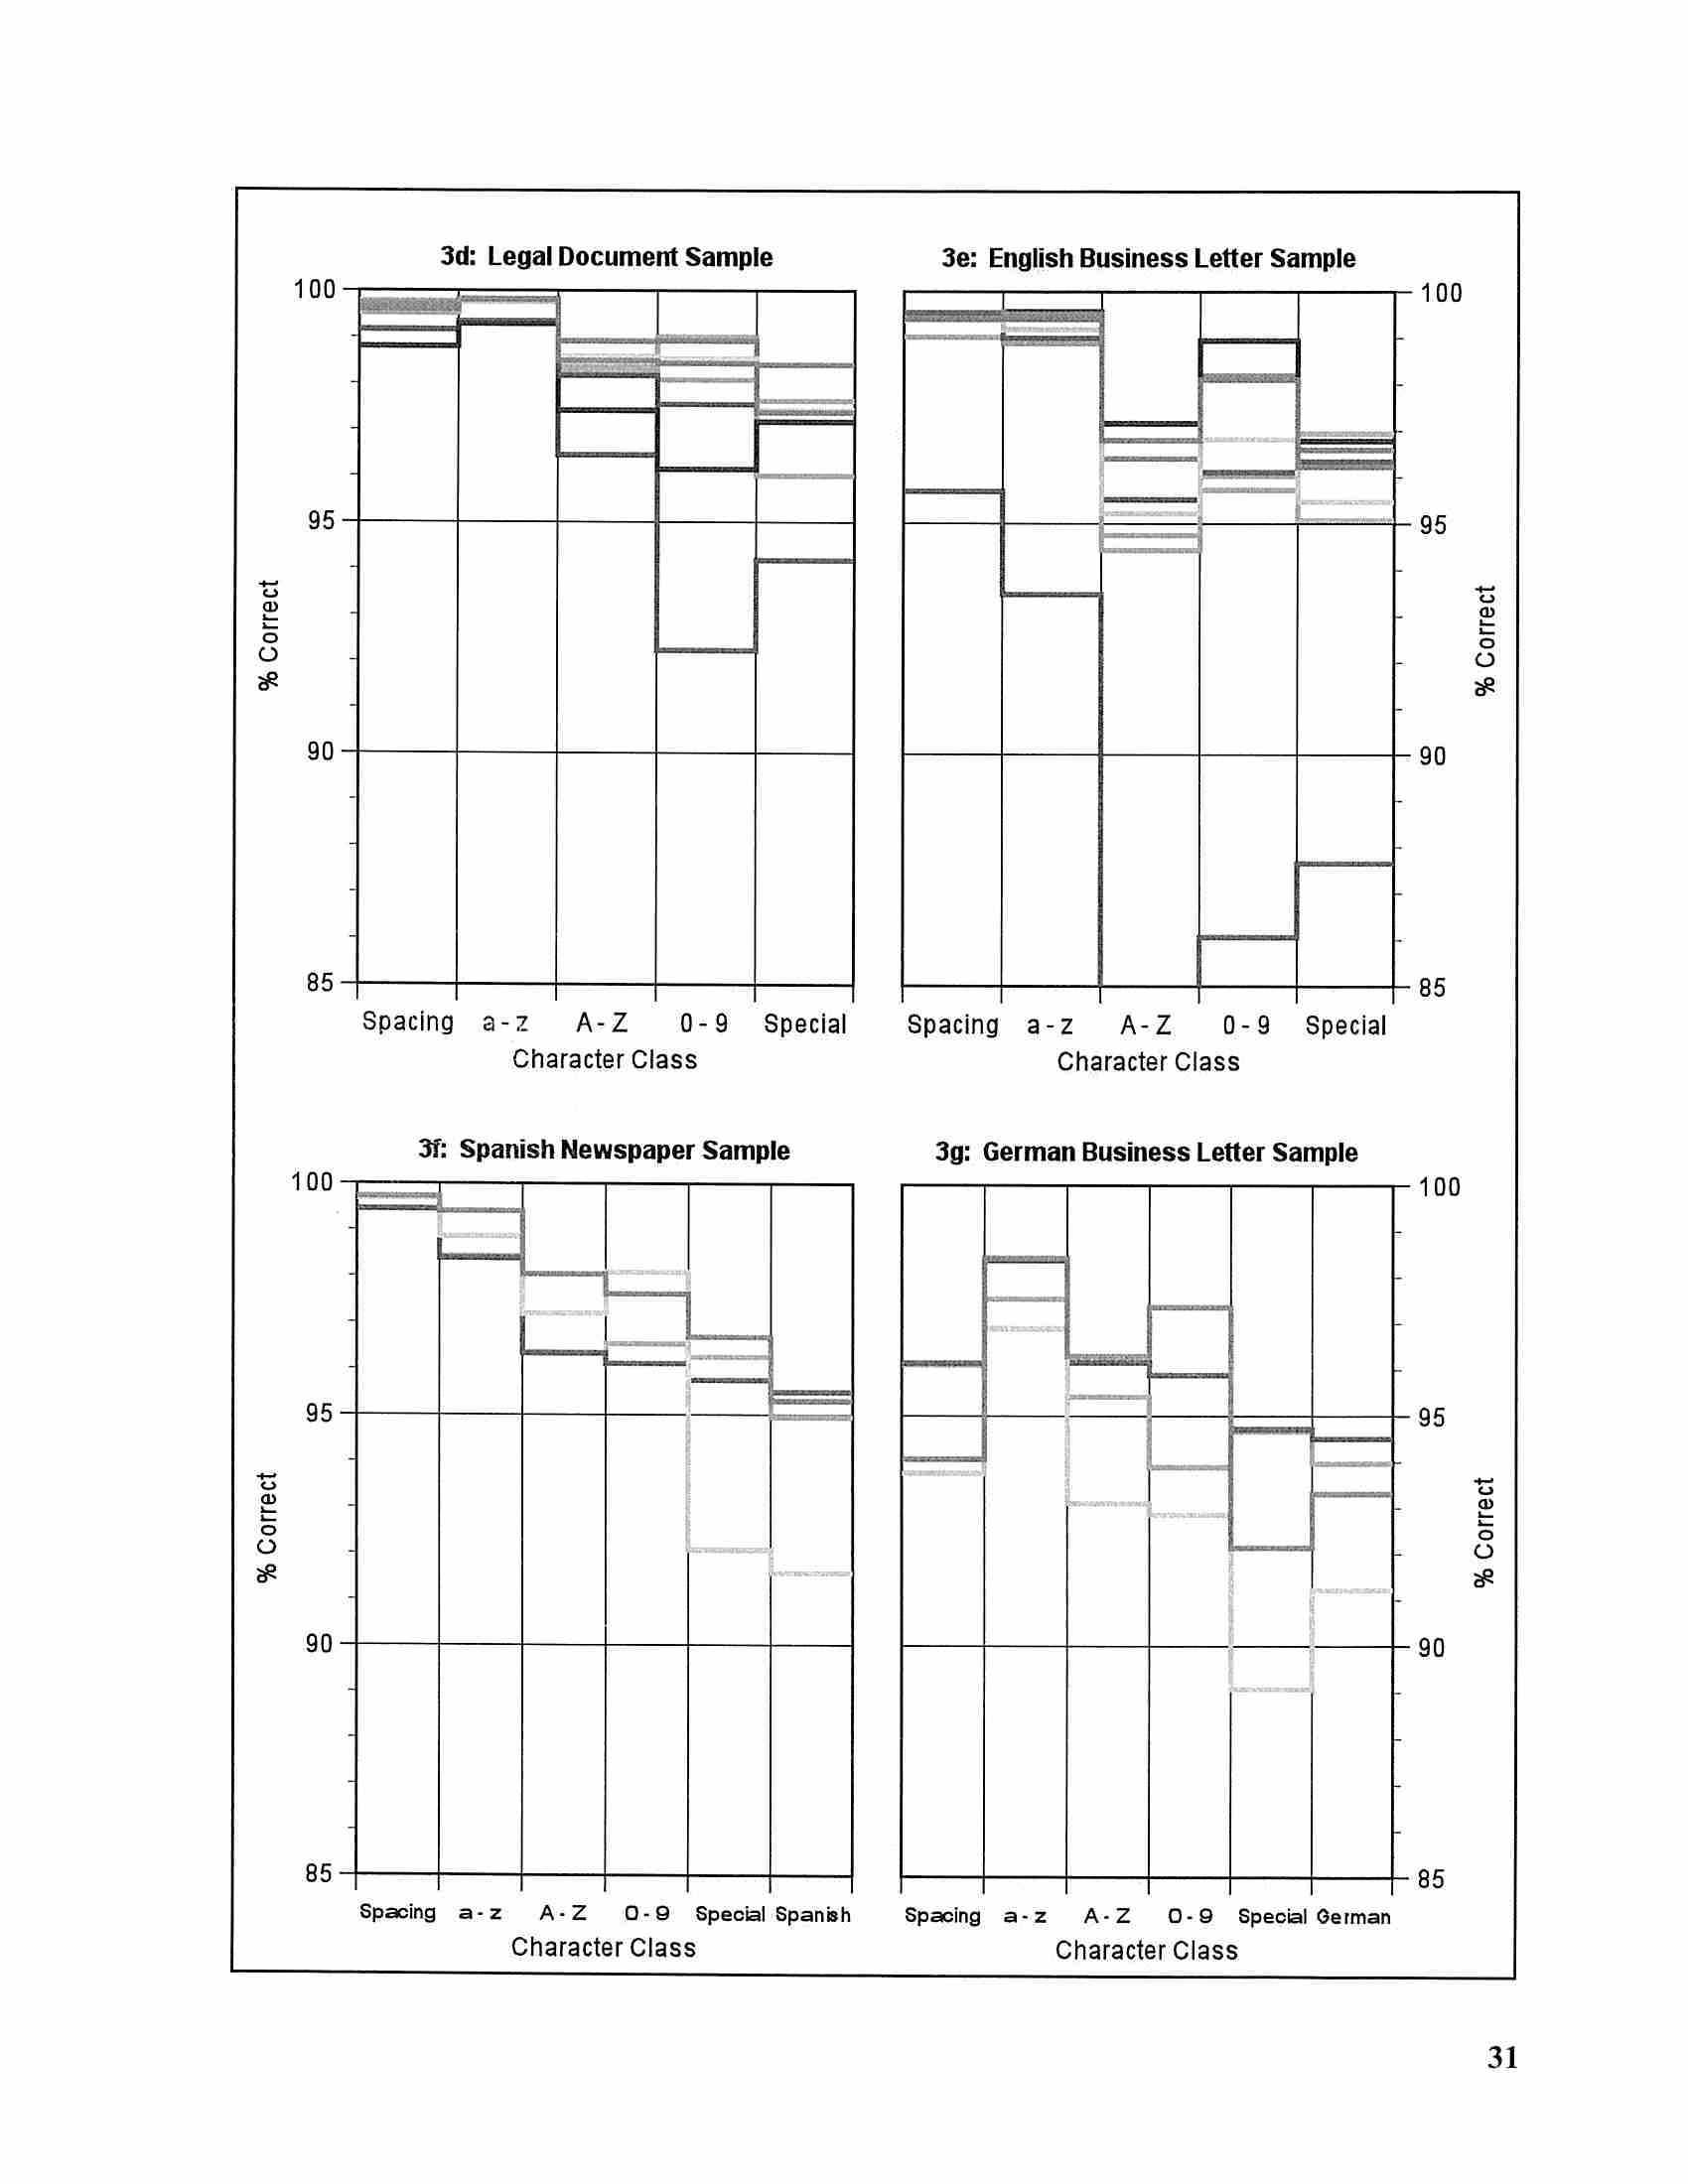 3d: Legal Document Sample
100
95
90
85
% Correct
Spacing a - z A - Z 0 - 9 Special
Character Class
3e: English Business Letter Sample
100
95
90
85
% Correct
Spacing a - z A - Z 0 - 9 Special
Character Class
3f: Spanish Newspaper Sample
100
95
90
85
% Correct
Spacing a - z A - Z 0 - 9 Special Spanish
Character Class
3g: German Business Letter Sample
100
95
90
85
% Correct
Spacing a - z A - Z 0 - 9 Special German
Character Class
31